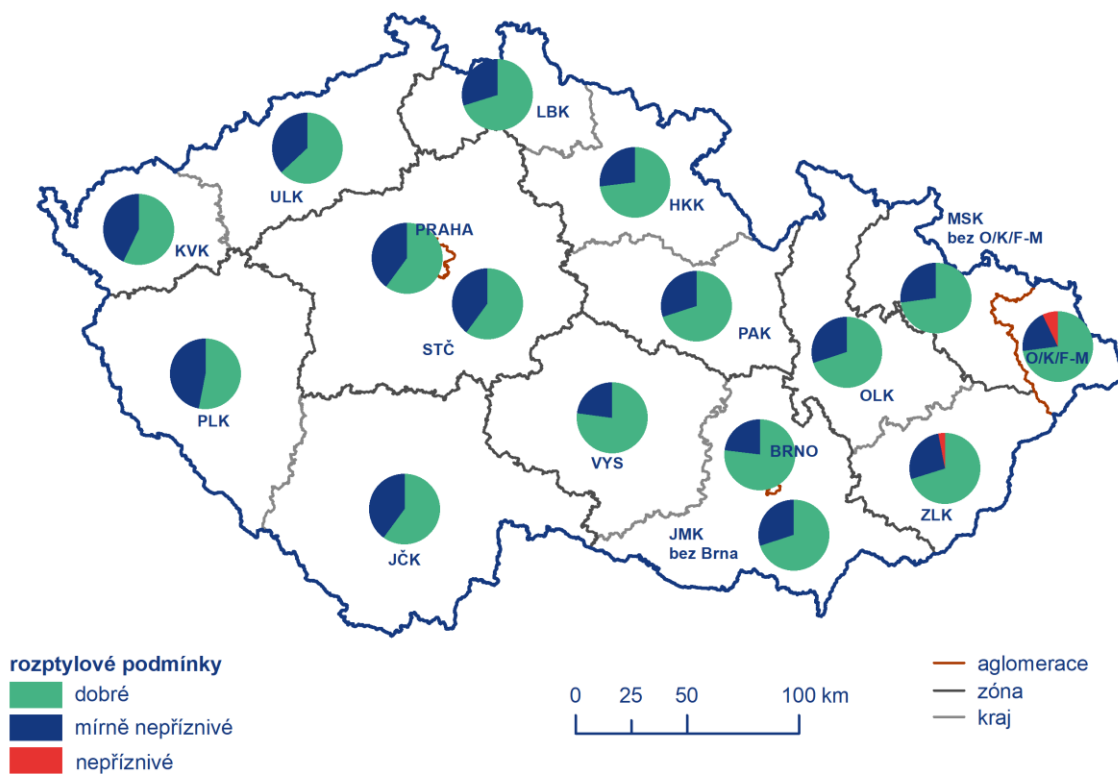 LBK
ULK
HKK
MSK
bez O/K/F-M
KVK
PRAHA
STČ
PAK
O/K/F-M
PLK
OLK
VYS
BRNO
ZLK
JČK
JMK
bez Brna
rozptylové podmínky
dobré
mírně nepříznivé
nepříznivé
0 25 50 100 km
aglomerace
zóna
kraj